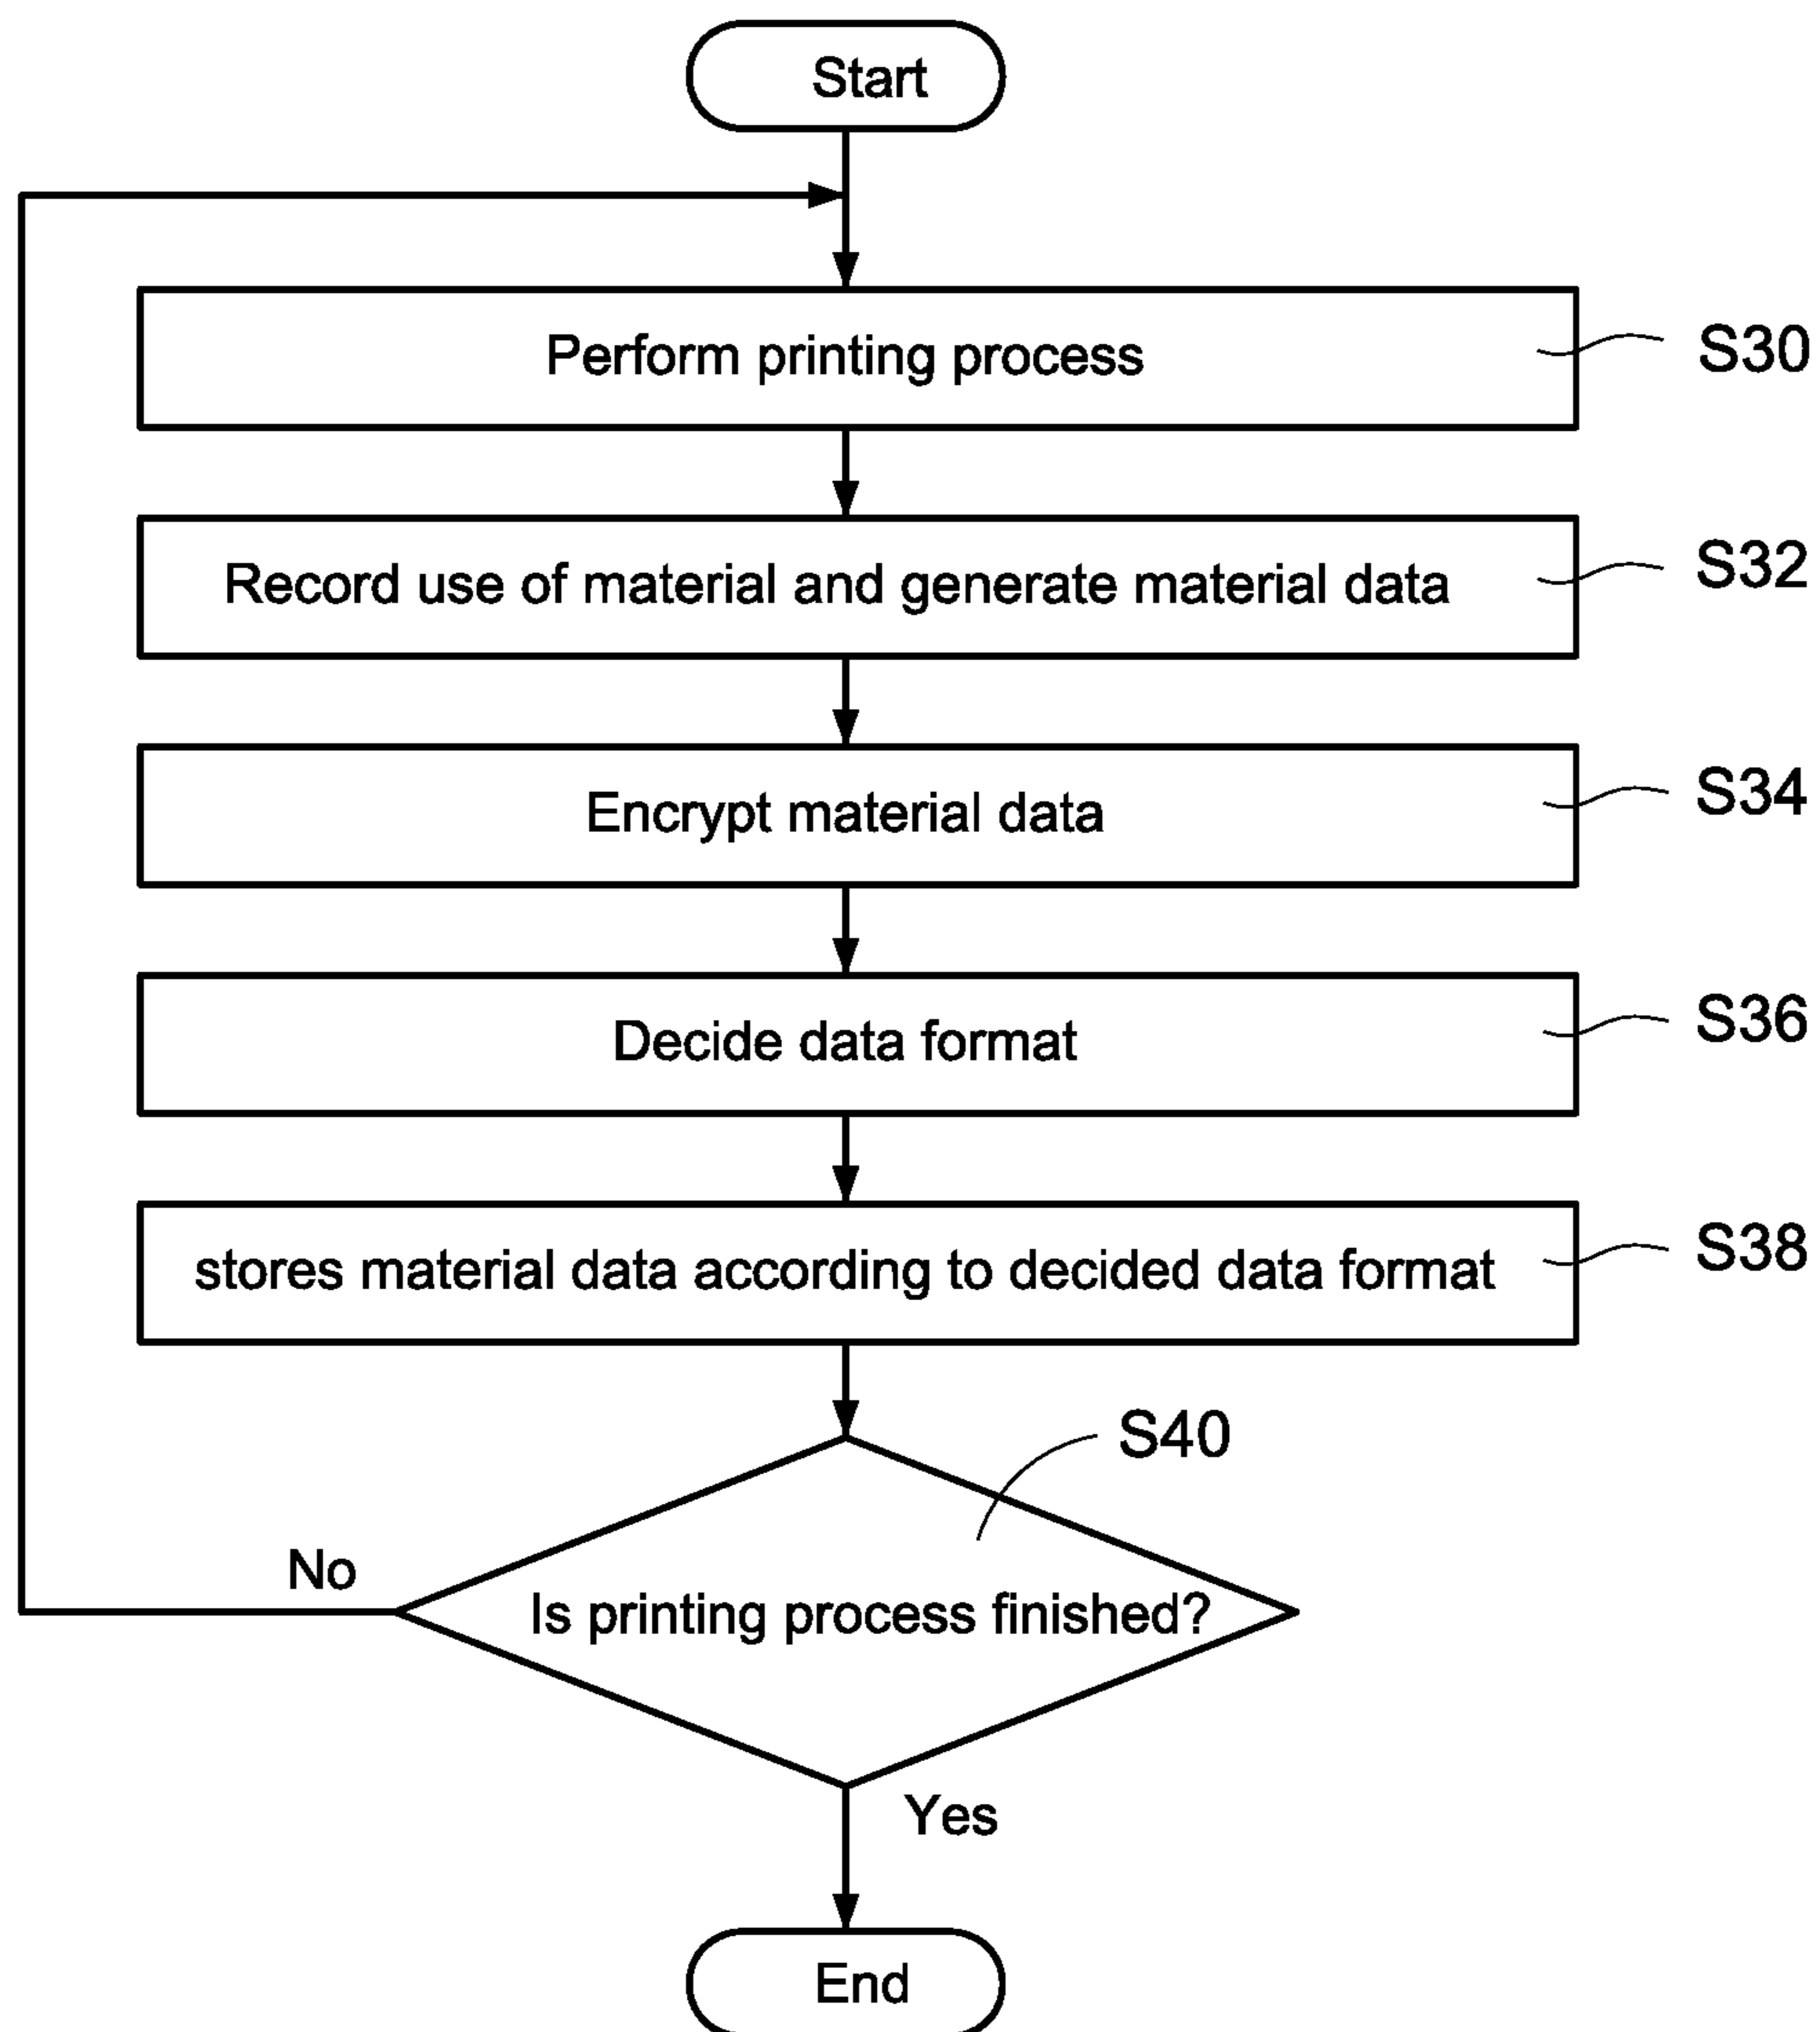 Start
Perform printing process
S30
Record use of material and generate material data
S32
Encrypt material data
S34
Decide data format
S36
stores material data according to decided data format
S38
S40
No
Is printing process finished?
Yes
End